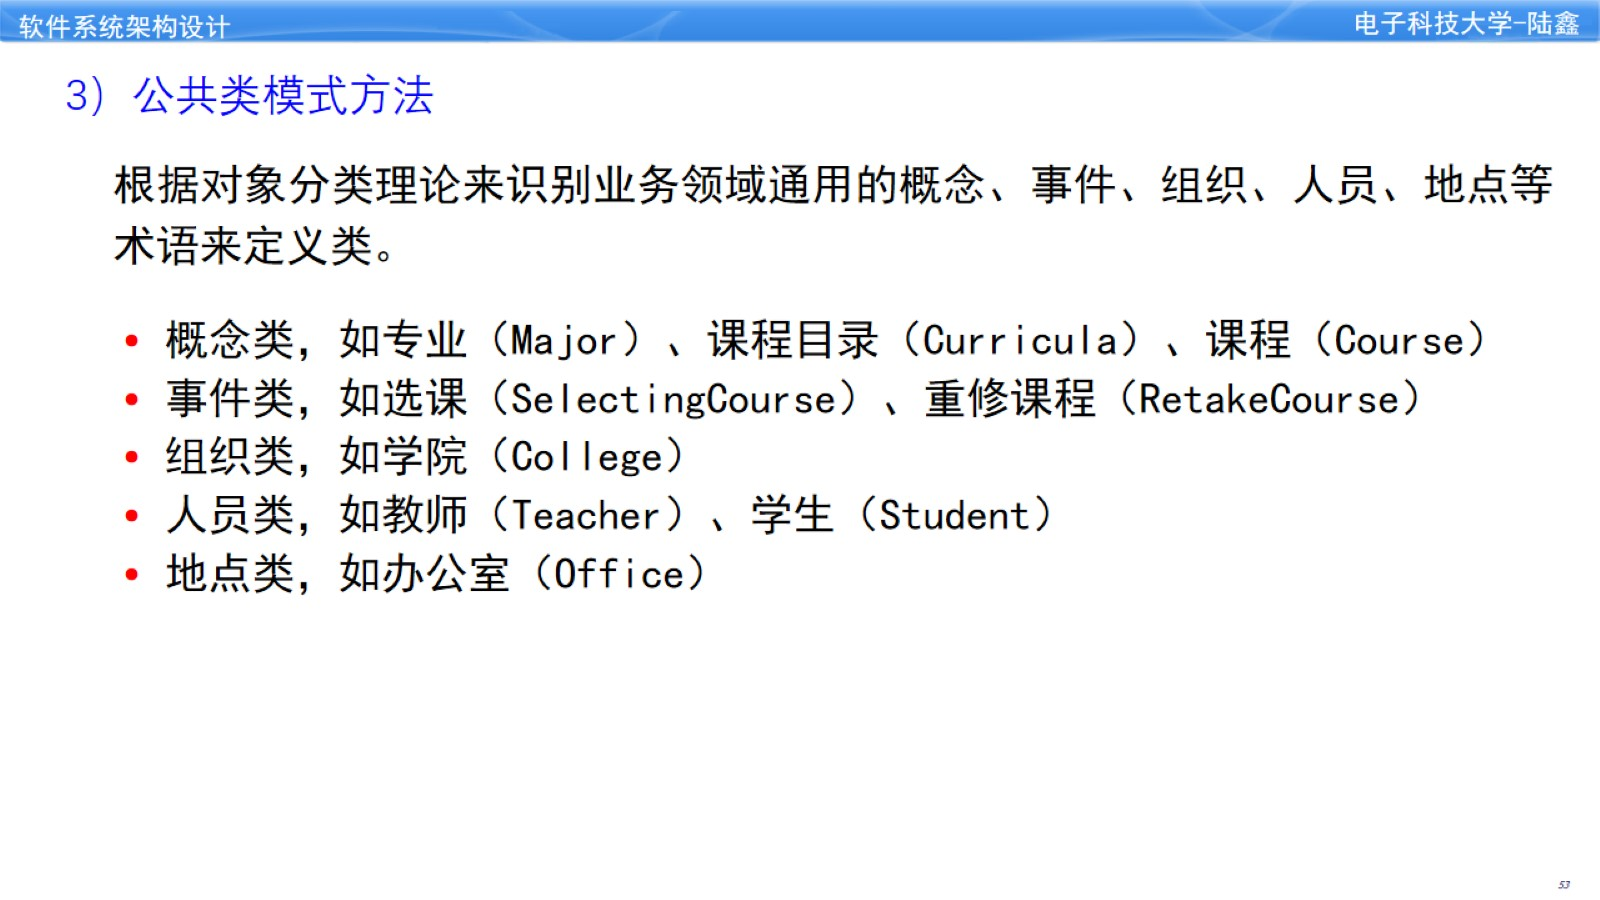 软件系统架构设计
电子科技大学-陆鑫
3）公共类模式方法
根据对象分类理论来识别业务领域通用的概念、事件、组织、人员、地点等
术语来定义类。
• 概念类，如专业（Major）、课程目录（Curricula）、课程（Course）
• 事件类，如选课（SelectingCourse）、重修课程（RetakeCourse）
• 组织类，如学院（College）
• 人员类，如教师（Teacher）、学生（Student）
• 地点类，如办公室（Office）
53